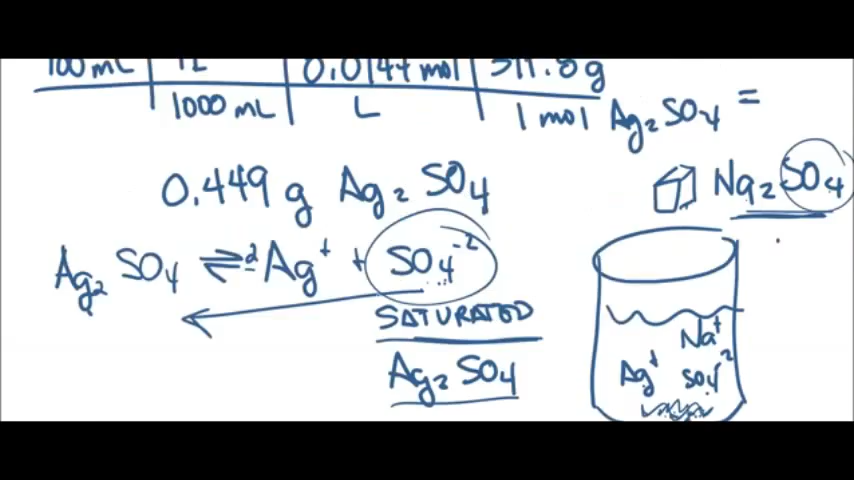 100 mL | 1 L | 0.0144 mol | 311.8 g
1000 mL | L | 1 mol Ag₂SO₄ =
0.449 g Ag₂SO₄
Na₂SO₄
Ag₂SO₄ ⇌ 2Ag⁺ + SO₄⁻²
SATURATED
Ag₂SO₄
Na⁺
Ag⁺ SO₄⁻²